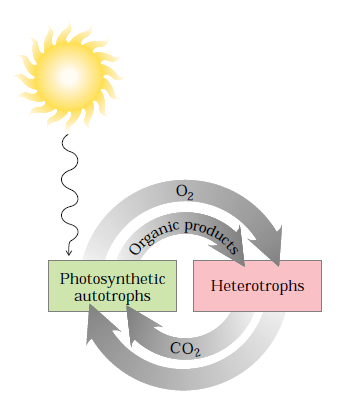 O₂
Organic products
Photosynthetic
autotrophs
Heterotrophs
CO₂